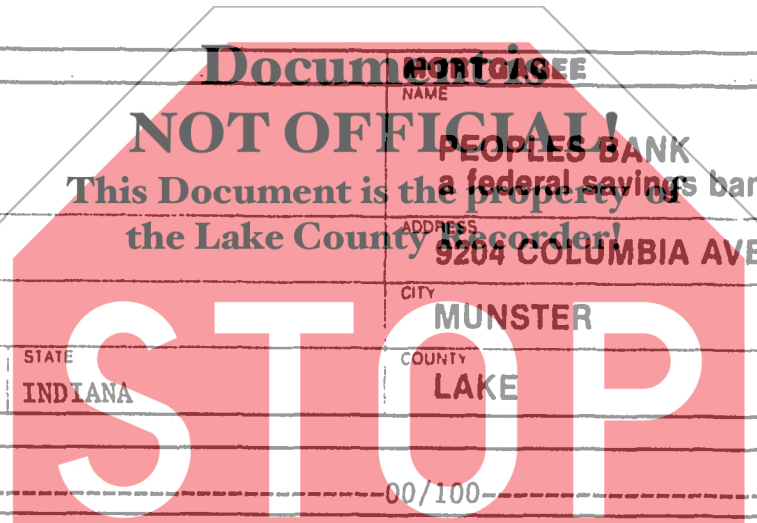 Document is
MORTGAGEE
NAME
NOT OFFICIAL!
PEOPLES BANK
This Document is the property of
a federal savings ban
the Lake County Recorder!
ADDRESS
9204 COLUMBIA AVE
CITY
MUNSTER
STATE
COUNTY
INDIANA
LAKE
STOP
00/100